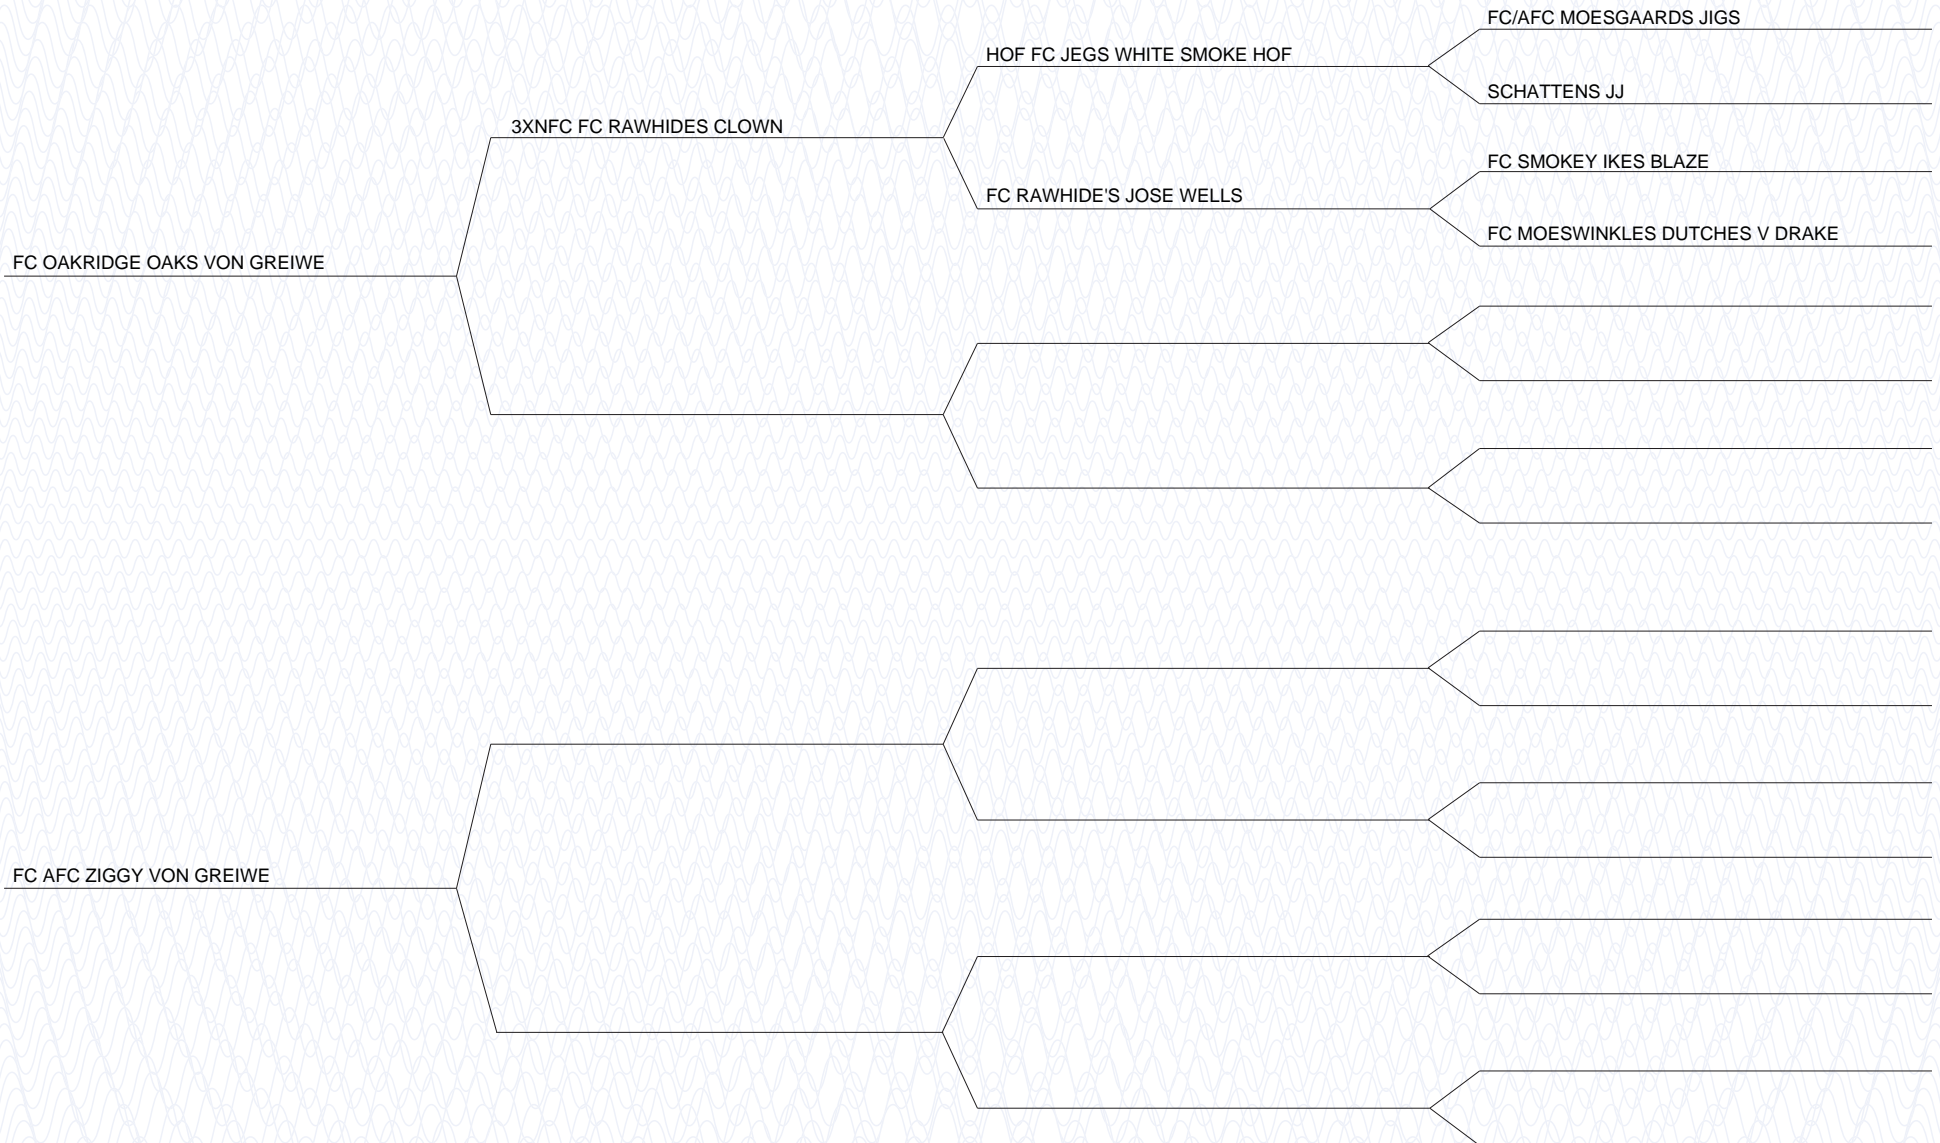 FC/AFC MOESGAARDS JIGS
HOF FC JEGS WHITE SMOKE HOF
SCHATTENS JJ
3XNFC FC RAWHIDES CLOWN
FC SMOKEY IKES BLAZE
FC RAWHIDE'S JOSE WELLS
FC MOESWINKLES DUTCHES V DRAKE
FC OAKRIDGE OAKS VON GREIWE
FC AFC ZIGGY VON GREIWE